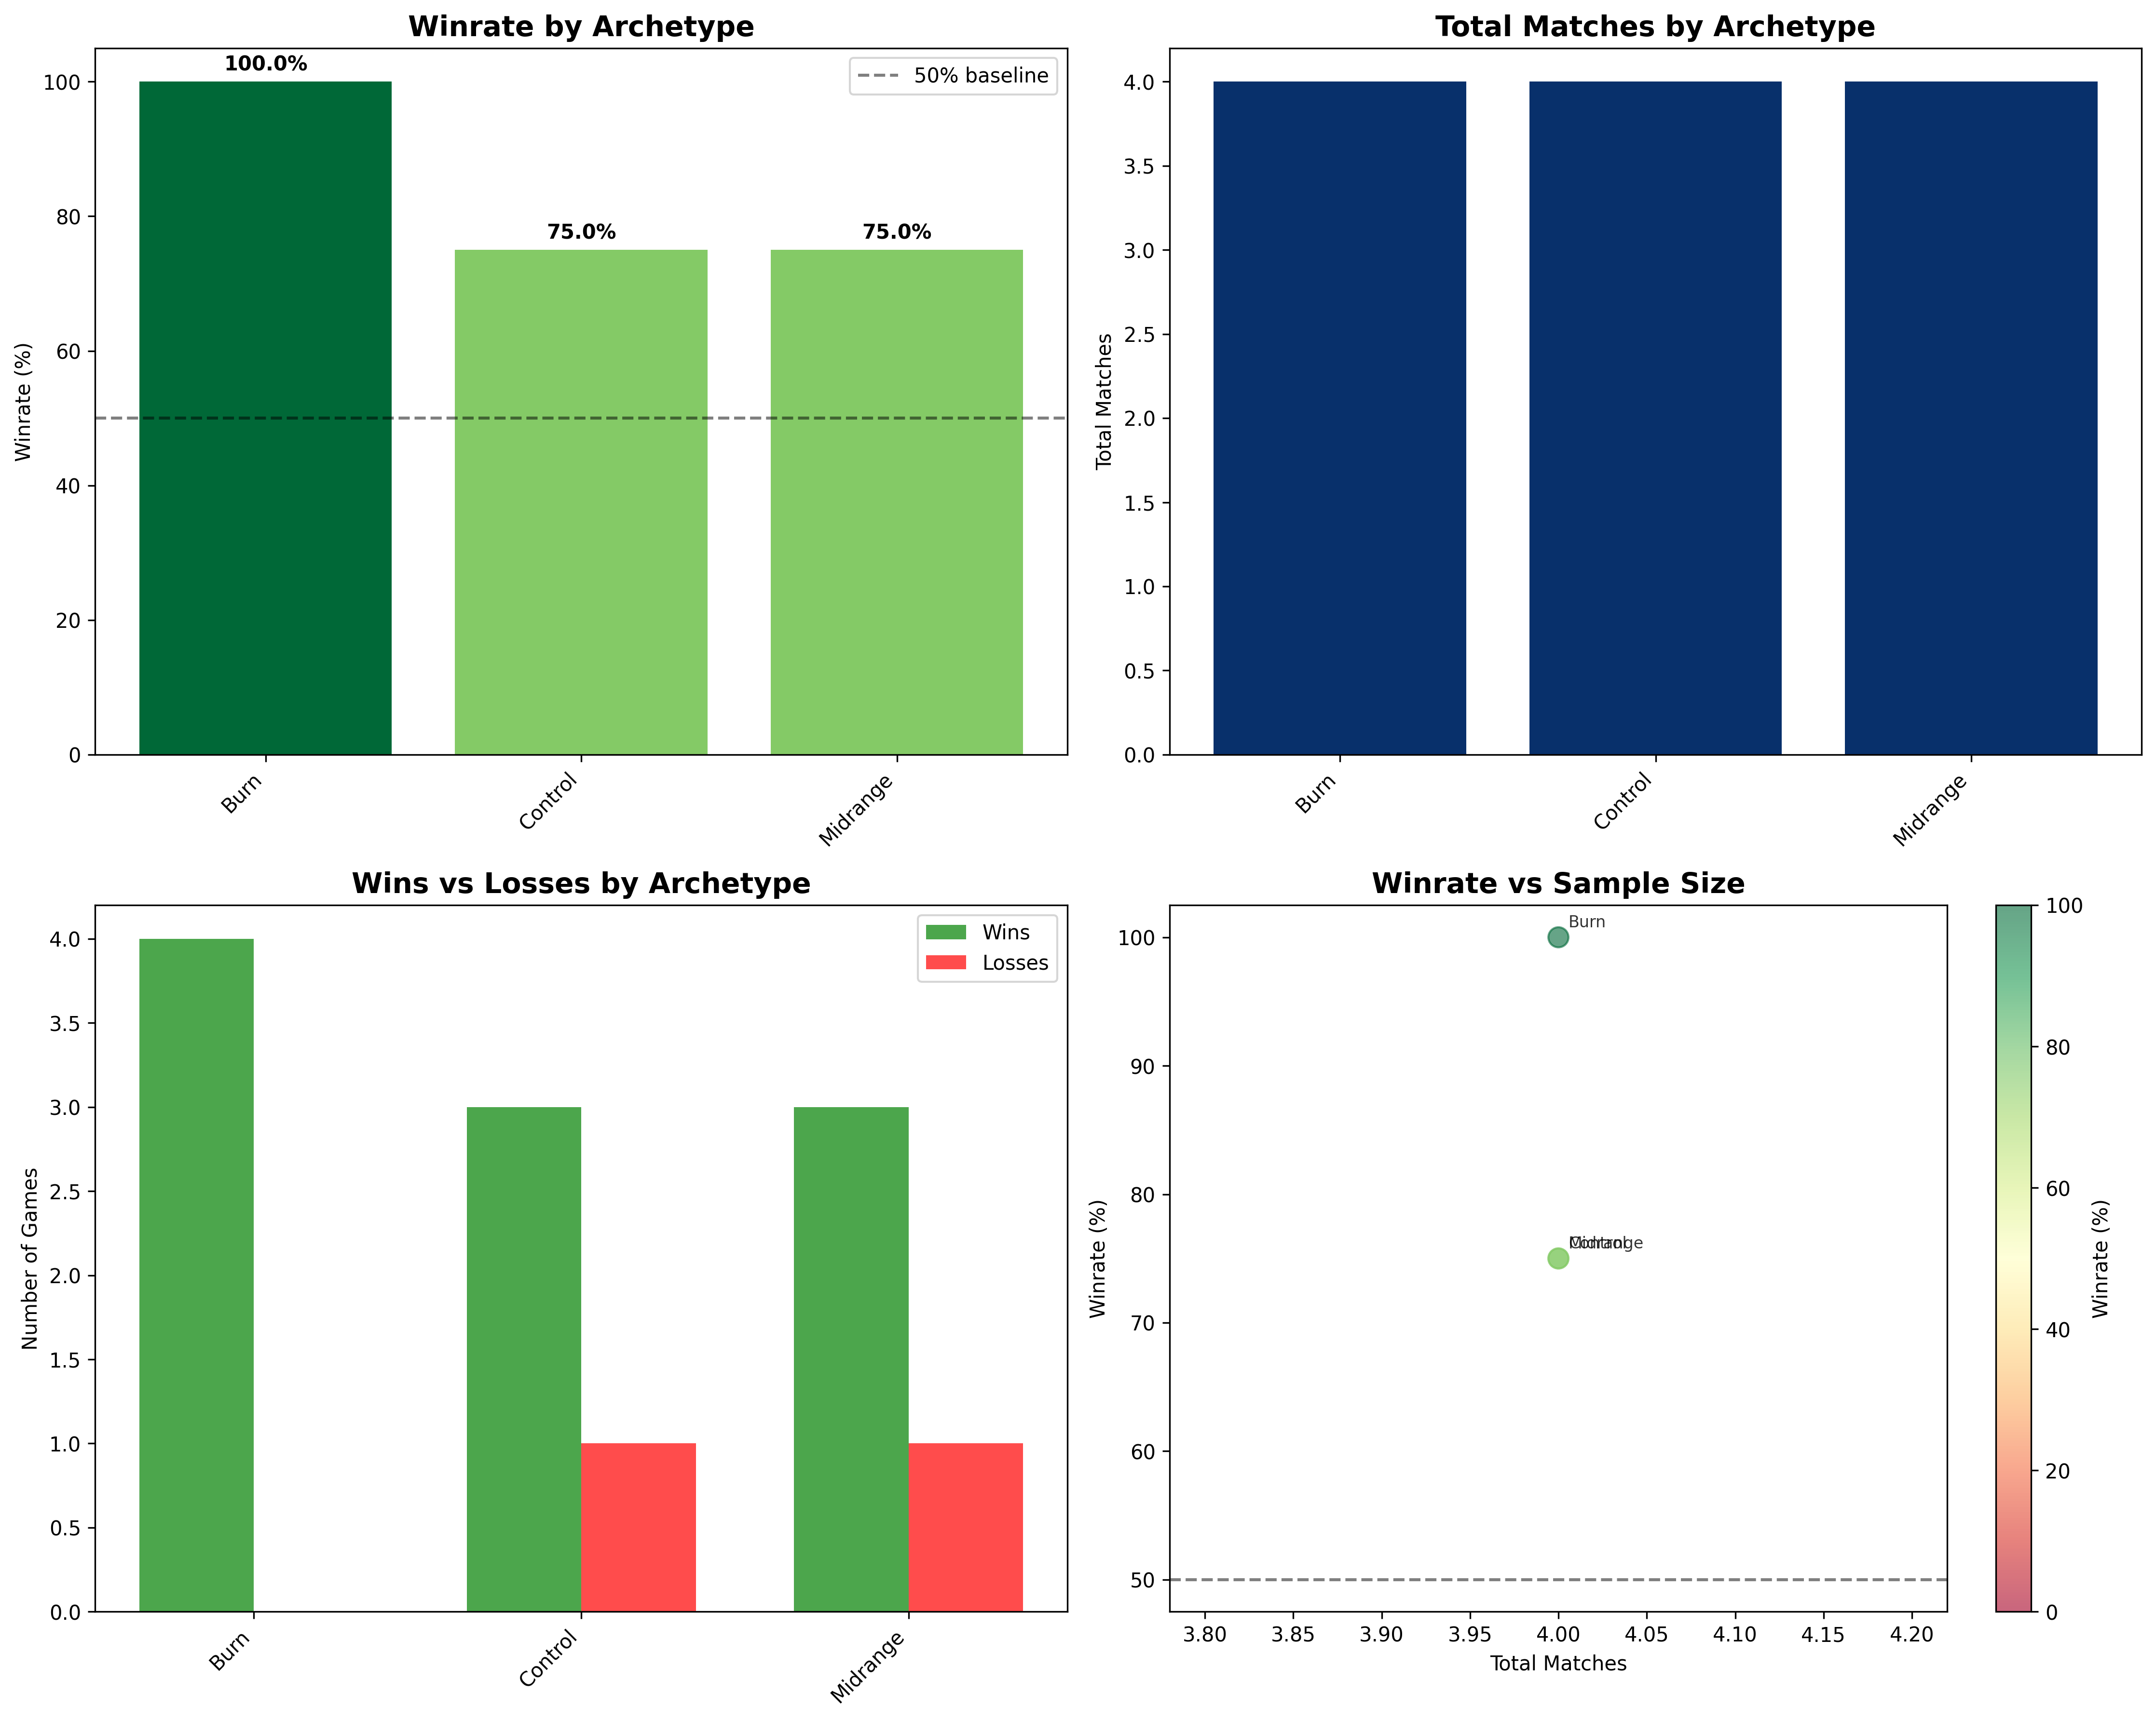 Winrate by Archetype
100.0%
75.0%
75.0%
50% baseline
Winrate (%)
100
80
60
40
20
0
Burn
Control
Midrange
Total Matches by Archetype
Total Matches
4.0
3.5
3.0
2.5
2.0
1.5
1.0
0.5
0.0
Burn
Control
Midrange
Wins vs Losses by Archetype
Wins
Losses
Number of Games
4.0
3.5
3.0
2.5
2.0
1.5
1.0
0.5
0.0
Burn
Control
Midrange
Winrate vs Sample Size
Winrate (%)
100
90
80
70
60
50
Burn
Control
Midrange
3.80 3.85 3.90 3.95 4.00 4.05 4.10 4.15 4.20
Total Matches
100
80
60
40
20
0
Winrate (%)